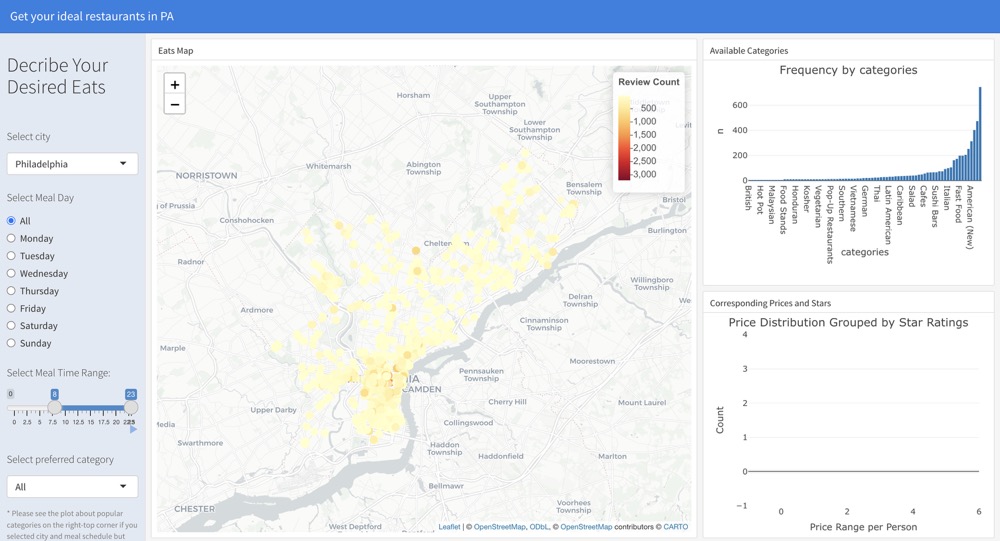 Get your ideal restaurants in PA
Decribe Your
Desired Eats
Select city
Philadelphia
Select Meal Day
All
Monday
Tuesday
Wednesday
Thursday
Friday
Saturday
Sunday
Select Meal Time Range:
0 8 23
0 2.5 5 7.5 10 12.5 15 17.5 20
Select preferred category
All
* Please see the plot about popular
categories on the right-top corner if you
selected city and meal schedule but
Eats Map
+
−
Review Count
500
1,000
1,500
2,000
2,500
3,000
Horsham
Upper
Southampton
Township
Lower
Southampton
Township
Whitemarsh
Abington
Township
NORRISTOWN
Bensalem
Township
of Prussia
Bristol
Conshohocken
Burlington
Cheltenham
Radnor
Willingboro
Township
We
Delran
Township
Ardmore
Cinnaminson
Township
Marple
Moorestown
Pennsauken
Township
IA
CAMDEN
Cherry Hill
Mount Laurel
Upper Darby
Collingswood
Media
Swarthmore
Haddon
Township
Haddonfield
Marlton
Bellmawr
CHESTER
Voorhees
Township
West Deptford
Leaflet | © OpenStreetMap, ODbL, © OpenStreetMap contributors © CARTO
Available Categories
Frequency by categories
n
600
400
200
0
British
Hot Pot
Malaysian
Food Stands
Honduran
Kosher
Vegetarian
Pop-Up Restaurants
Southern
Vietnamese
German
Thai
Latin American
Caribbean
Salad
Cafes
Sushi Bars
Italian
Fast Food
American (New)
categories
Corresponding Prices and Stars
Price Distribution Grouped by Star Ratings
Count
4
3
2
1
0
−1
0 2 4 6
Price Range per Person